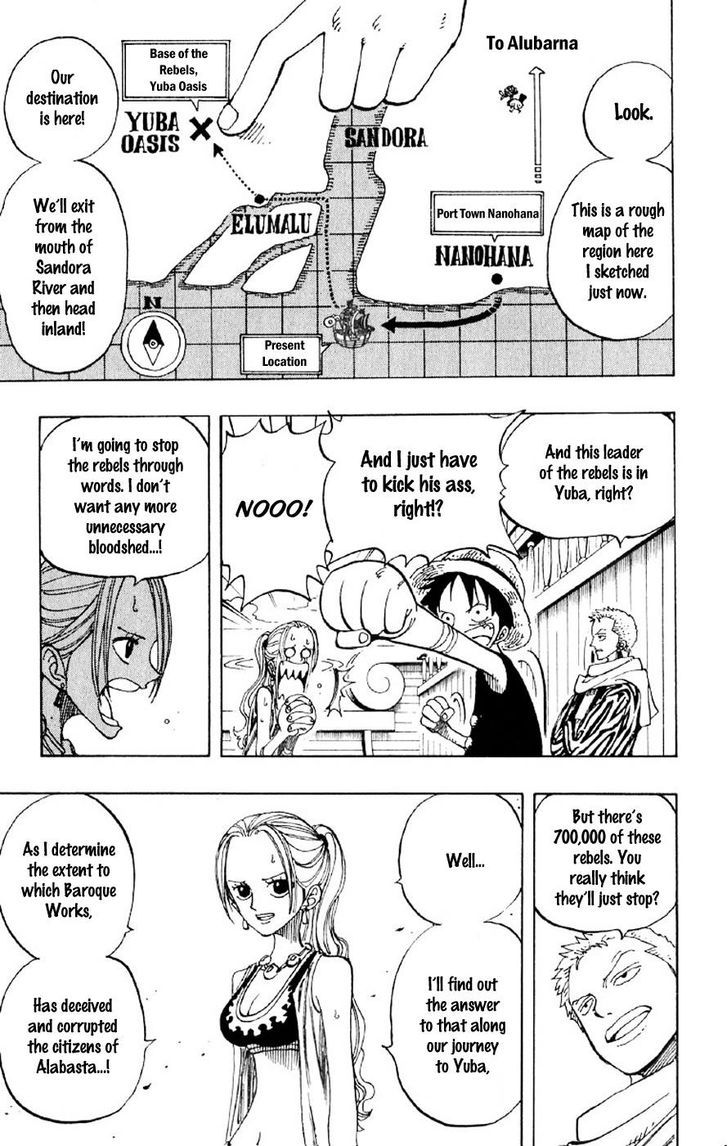 Look.
This is a rough
map of the
region here
I sketched
just now.
To Alubarna
Port Town Nanohana
NANOHANA
SANDORA
Base of the
Rebels,
Yuba Oasis
YUBA
OASIS
ELUMALU
N
Present
Location
Our
destination
is here!
We'll exit
from the
mouth of
Sandora
River and
then head
inland!
And this leader
of the rebels is in
Yuba, right?
And I just have
to kick his ass,
right!?
NOOO!
I'm going to stop
the rebels through
words. I don't
want any more
unnecessary
bloodshed...!
But there's
700,000 of these
rebels. You
really think
they'll just stop?
Well...
I'll find out
the answer
to that along
our journey
to Yuba,
As I determine
the extent to
which Baroque
Works,
Has deceived
and corrupted
the citizens of
Alabasta...!